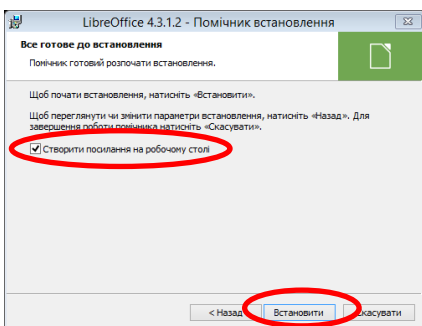 LibreOffice 4.3.1.2 - Помічник встановлення
Все готове до встановлення
Помічник готовий розпочати встановлення.
Щоб почати встановлення, натисніть «Встановити».
Щоб переглянути чи змінити параметри встановлення, натисніть «Назад». Для
завершення роботи помічника натисніть «Скасувати».
Створити посилання на робочому столі
< Назад Встановити Скасувати